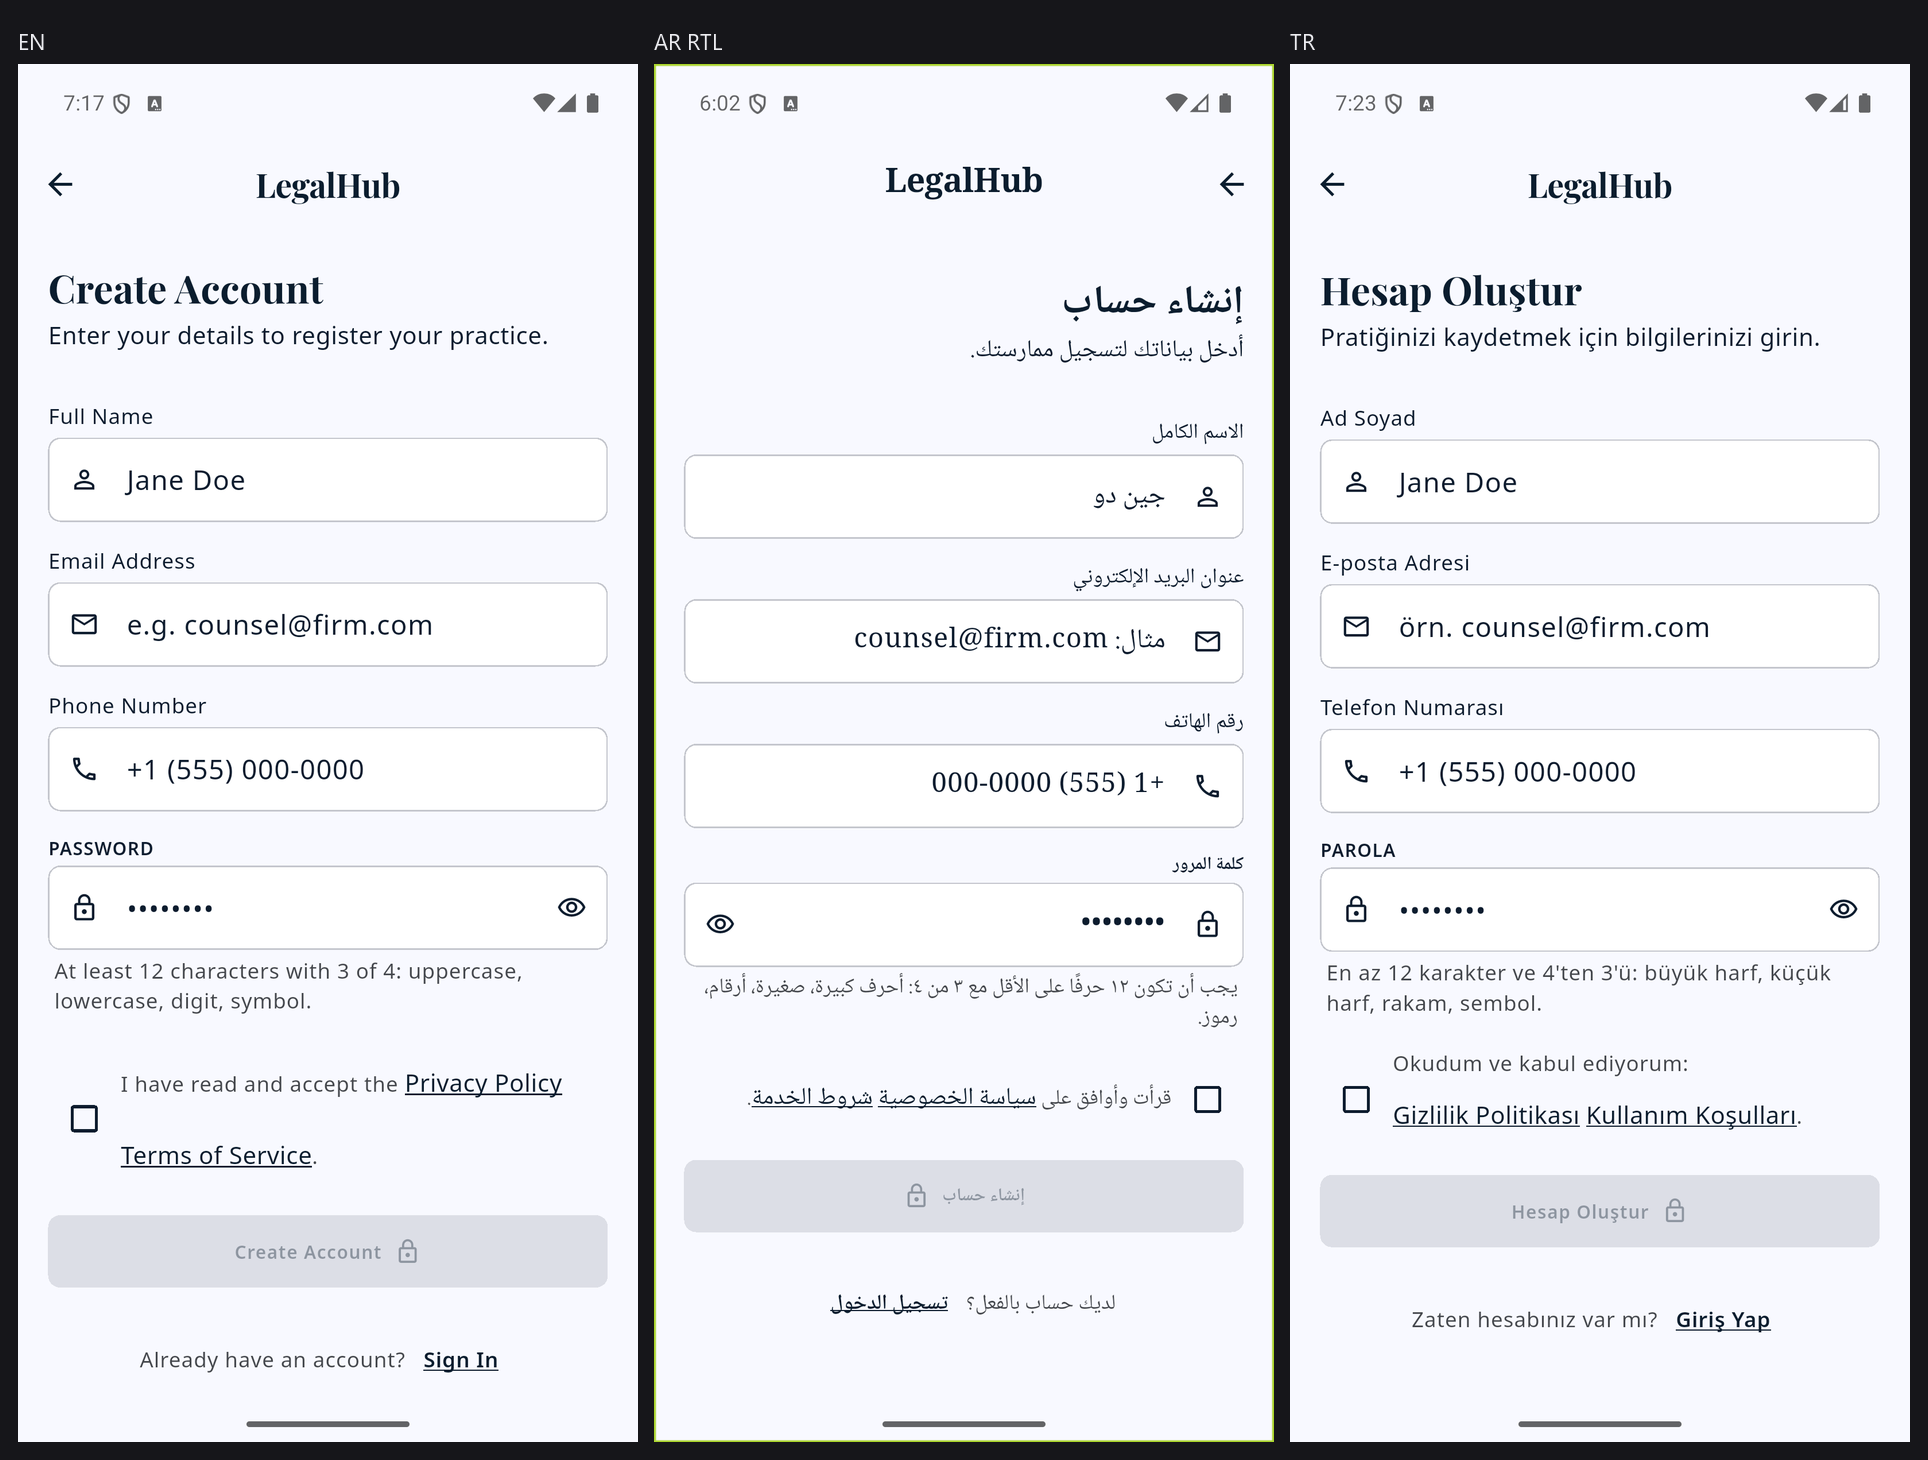 EN
7:17
LegalHub
Create Account
Enter your details to register your practice.
Full Name
Jane Doe
Email Address
e.g. counsel@firm.com
Phone Number
+1 (555) 000-0000
PASSWORD
••••••••
At least 12 characters with 3 of 4: uppercase,
lowercase, digit, symbol.
I have read and accept the Privacy Policy
Terms of Service.
Create Account
Already have an account? Sign In
AR RTL
6:02
LegalHub
إنشاء حساب
أدخل بياناتك لتسجيل ممارستك.
الاسم الكامل
جين دو
عنوان البريد الإلكتروني
مثال: counsel@firm.com
رقم الهاتف
+1 (555) 000-0000
كلمة المرور
••••••••
يجب أن تكون ١٢ حرفًا على الأقل مع ٣ من ٤: أحرف كبيرة، صغيرة، أرقام،
رموز.
قرأت وأوافق على سياسة الخصوصية شروط الخدمة.
إنشاء حساب
لديك حساب بالفعل؟ تسجيل الدخول
TR
7:23
LegalHub
Hesap Oluştur
Pratiğinizi kaydetmek için bilgilerinizi girin.
Ad Soyad
Jane Doe
E-posta Adresi
örn. counsel@firm.com
Telefon Numarası
+1 (555) 000-0000
PAROLA
••••••••
En az 12 karakter ve 4'ten 3'ü: büyük harf, küçük
harf, rakam, sembol.
Okudum ve kabul ediyorum:
Gizlilik Politikası Kullanım Koşulları.
Hesap Oluştur
Zaten hesabınız var mı? Giriş Yap